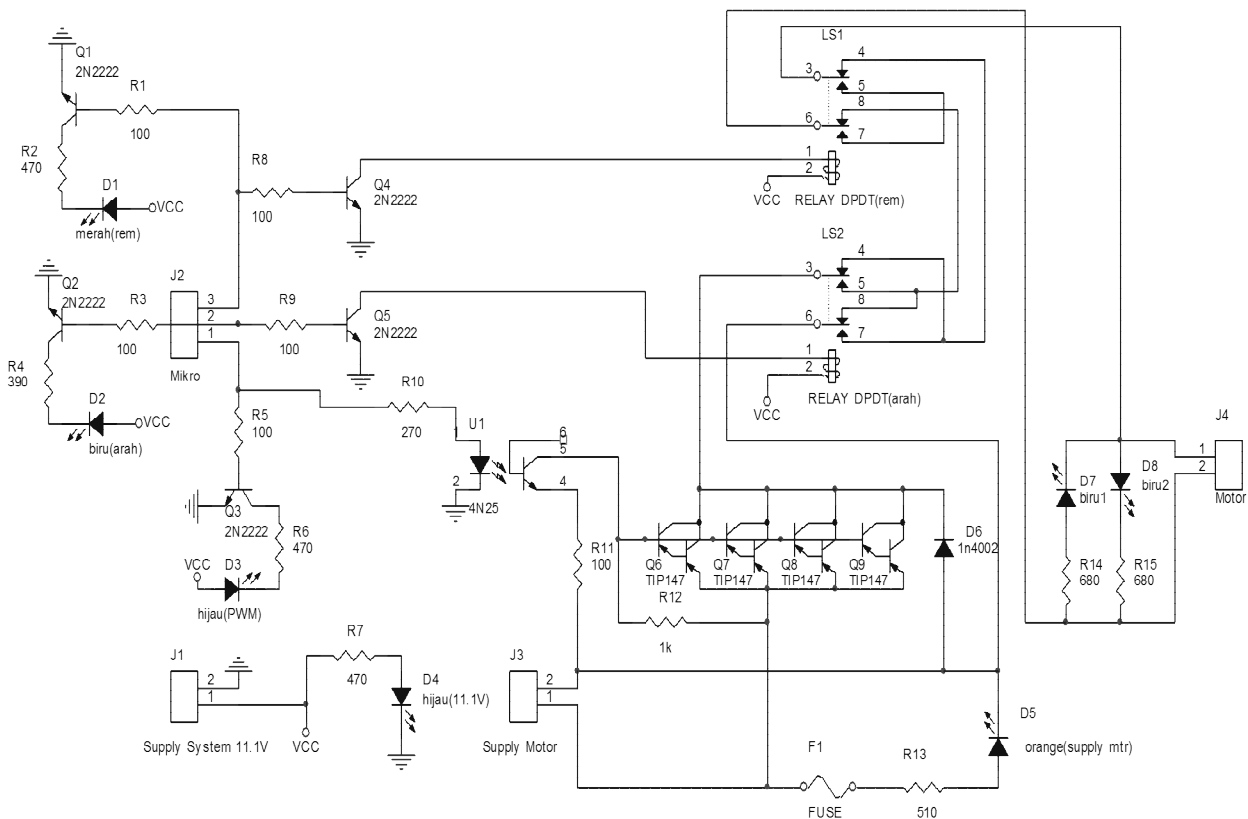 Q1
2N2222
R1
100
R2
470
D1
VCC
merah(rem)
R8
100
Q4
2N2222
LS1
3
4
5
6
8
7
1
2
VCC
RELAY DPDT(rem)
Q2
2N2222
R3
100
J2
3
2
1
Mikro
R9
100
Q5
2N2222
R4
390
D2
VCC
biru(arah)
LS2
3
4
5
6
8
7
1
2
VCC
RELAY DPDT(arah)
R5
100
R10
270
U1
1
2
6
5
4
4N25
Q3
2N2222
R6
470
VCC
D3
hijau(PWM)
R11
100
Q6
TIP147
Q7
TIP147
Q8
TIP147
Q9
TIP147
D6
1n4002
R12
1k
J4
1
2
Motor
D7
biru1
D8
biru2
R14
680
R15
680
J1
2
1
Supply System 11.1V
VCC
R7
470
D4
hijau(11.1V)
J3
2
1
Supply Motor
F1
FUSE
R13
510
D5
orange(supply mtr)